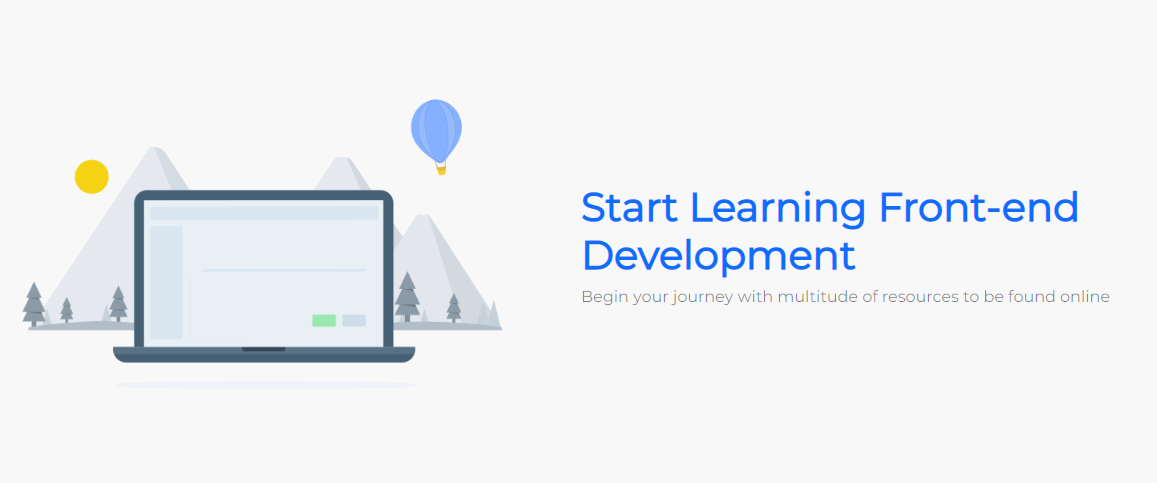 Start Learning Front-end
Development
Begin your journey with multitude of resources to be found online